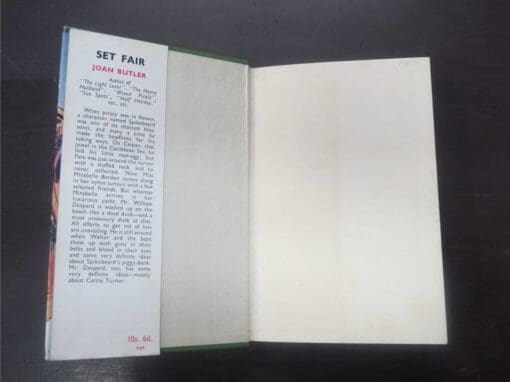 SET FAIR
JOAN BUTLER
Author of
"The Light Lover", "The Heavy
Husband", "Mixed Pickle",
"Sun Spots", "Half Holiday,"
etc., etc.
When piracy was in flower,
a character named Spikebeard
was one of its choicest blos-
soms, and many a time he
made the headlines for his
taking ways. On Carpar, that
jewel in the Caribbean Sea, he
laid his little nest-egg; but
Fate was just around the corner
with a stuffed sock, and he
never collected. Now Miss
Mirabelle Borden comes along
in her nylon sunsuit with a few
selected friends. But whereas
Mirabelle arrives in her
luxurious yacht, Mr. William
Despard is washed up on the
beach like a dead duck—and a
most unsavoury duck at that.
All efforts to get rid of him
are unavailing. He is still around
when Walter and the boys
show up with guns in their
belts and blood in their eyes
and some very definite ideas
about Spikebeard's piggy-bank.
Mr. Despard, too, has some
very definite ideas—mostly
about Carrie Turner.
10s. 6d.
net